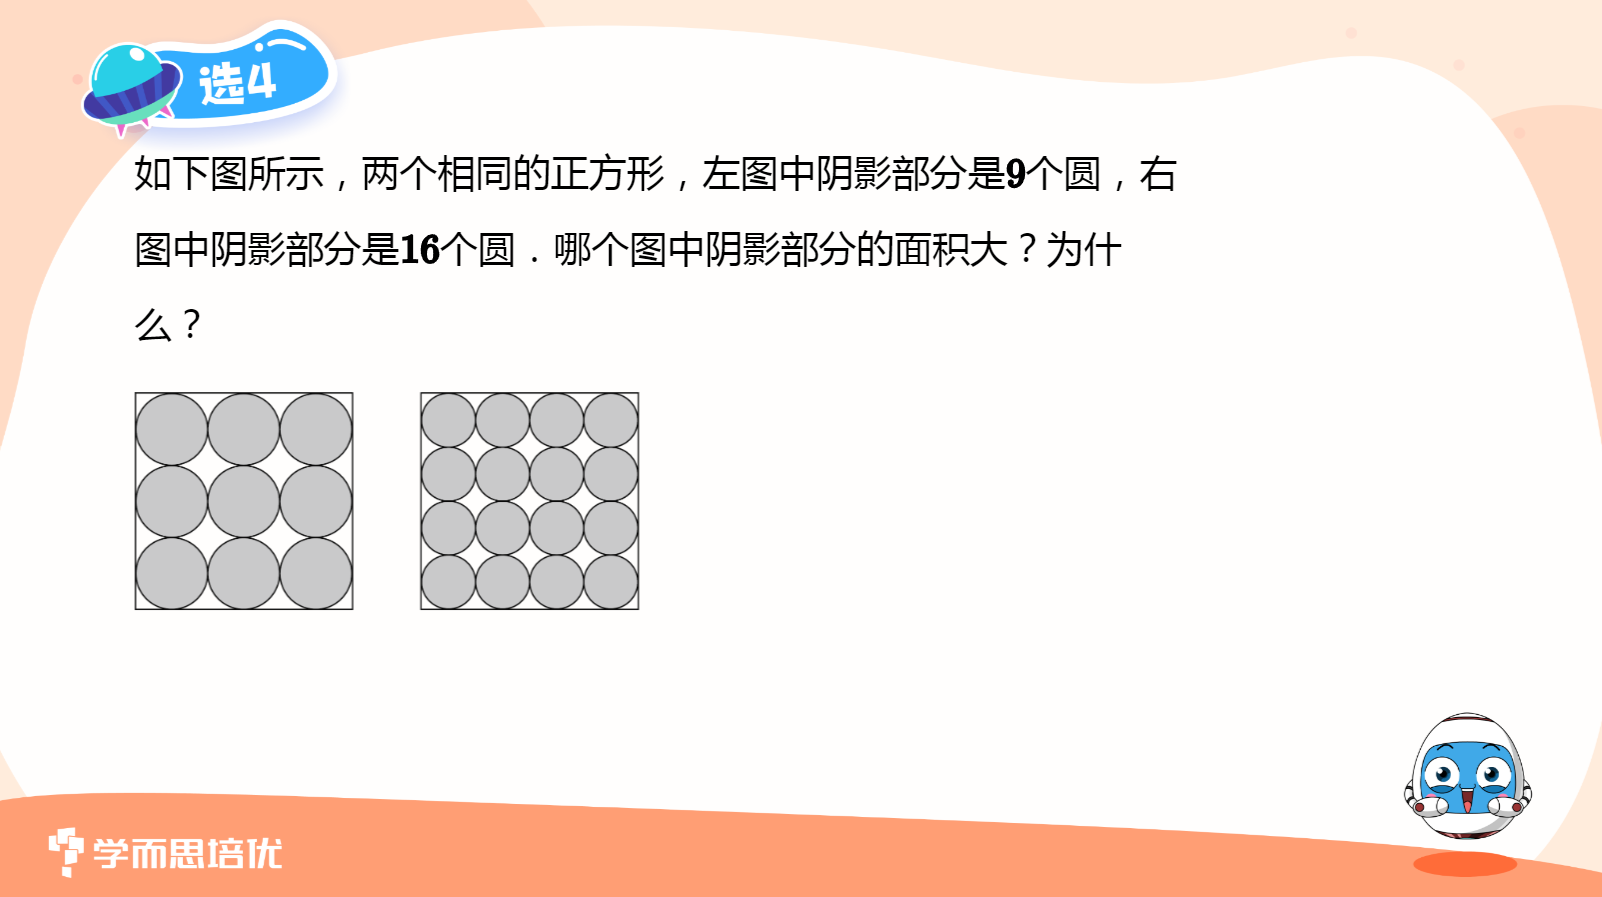 选4
如下图所示，两个相同的正方形，左图中阴影部分是9个圆，右
图中阴影部分是16个圆．哪个图中阴影部分的面积大？为什
么？
学而思培优